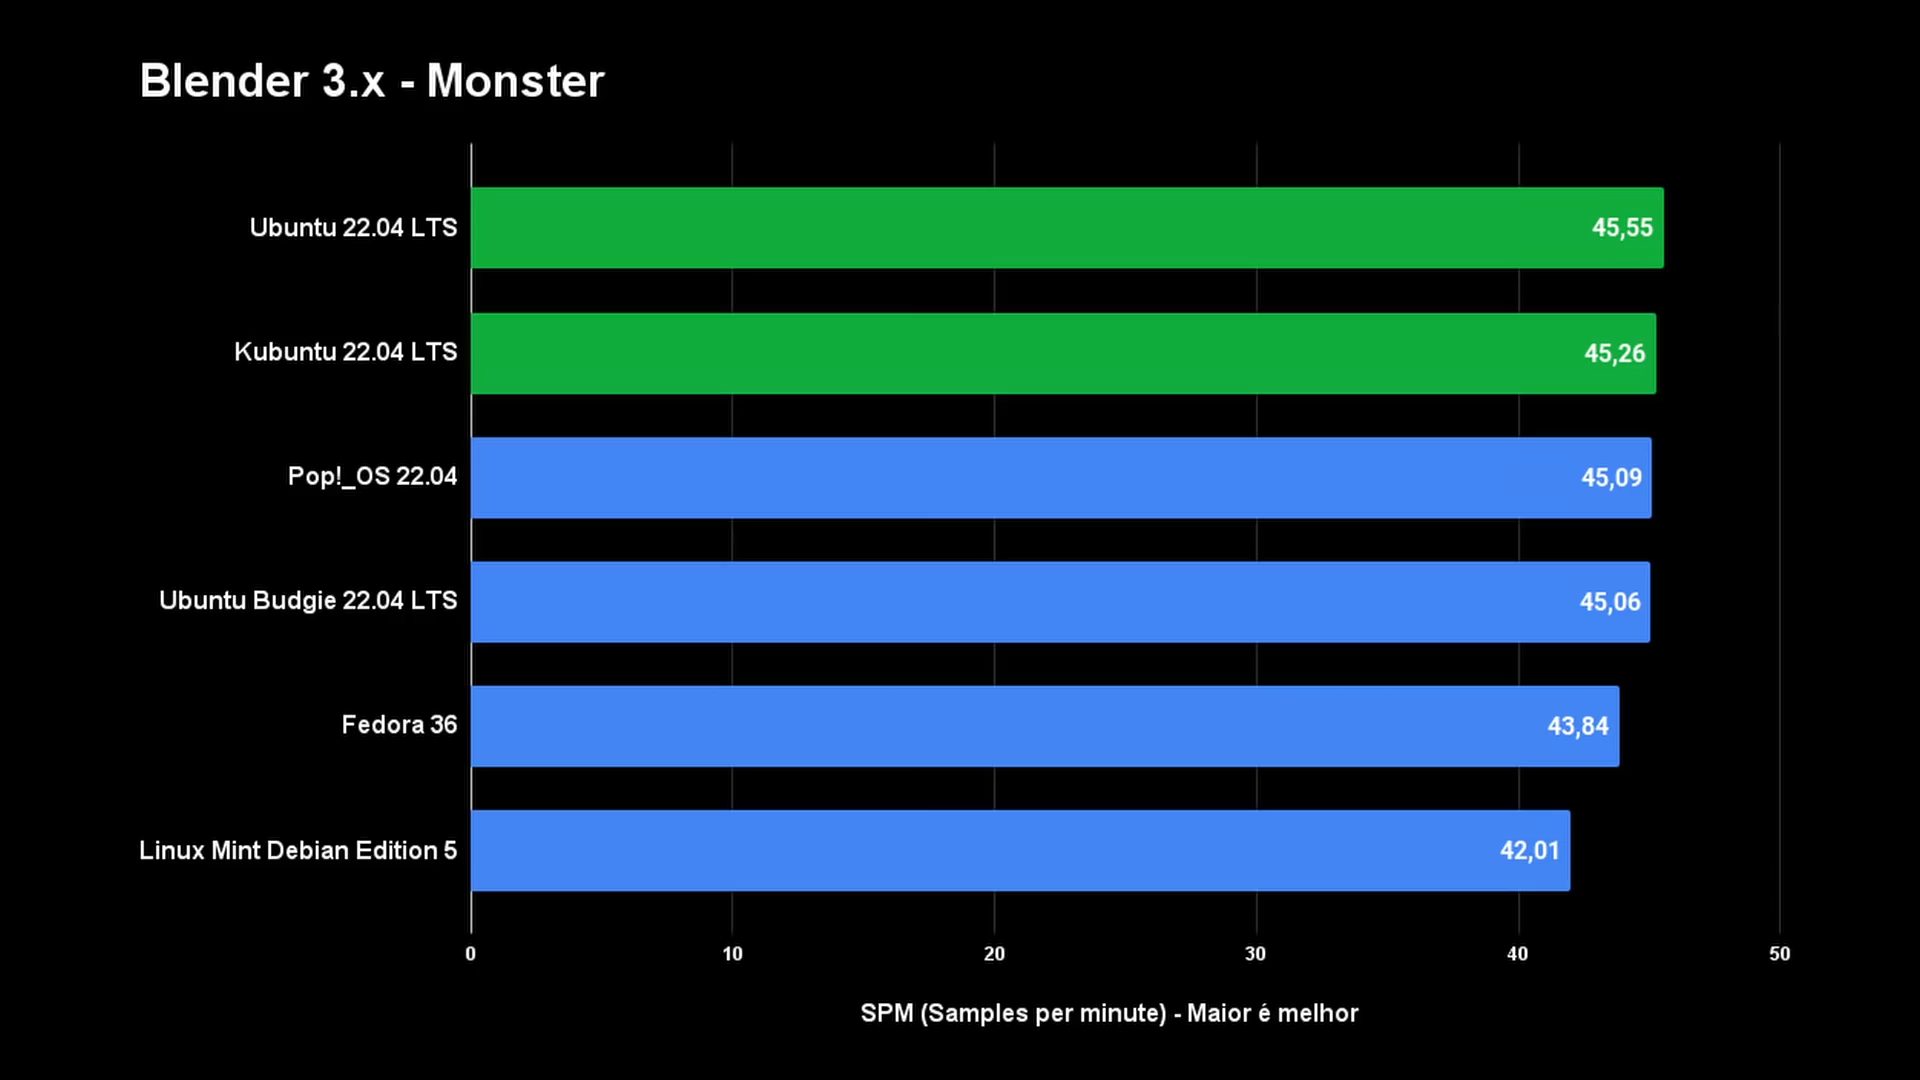 Blender 3.x - Monster
Ubuntu 22.04 LTS 45,55
Kubuntu 22.04 LTS 45,26
Pop!_OS 22.04 45,09
Ubuntu Budgie 22.04 LTS 45,06
Fedora 36 43,84
Linux Mint Debian Edition 5 42,01
0 10 20 30 40 50
SPM (Samples per minute) - Maior é melhor